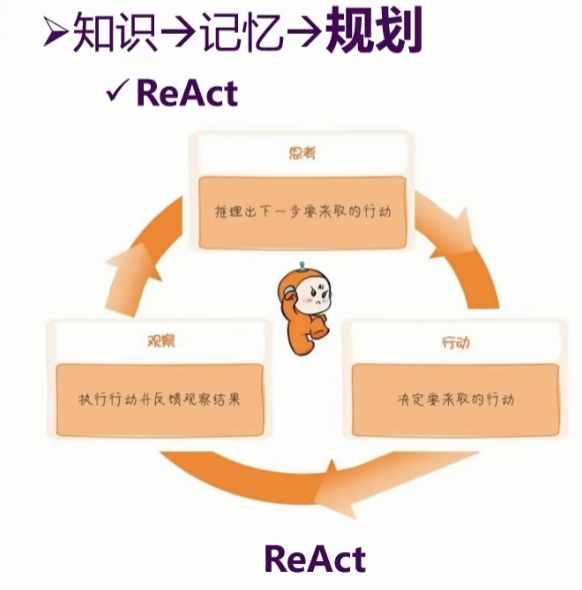 ➢知识→记忆→规划
✓ReAct
思考
推理出下一步要采取的行动
观察
执行行动并反馈观察结果
行动
决定要采取的行动
ReAct